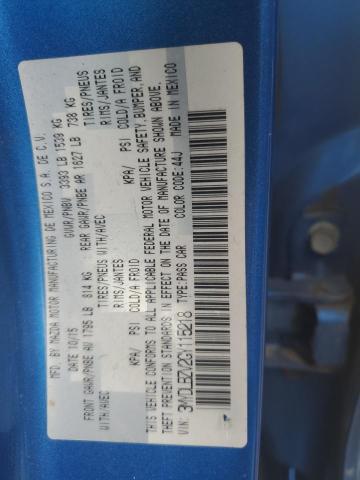 MFD. BY MAZDA MOTOR MANUFACTURING DE MEXICO S.A. DE C.V.
DATE 10/15 GVWR/PNBV 3393 LB 1539 KG
FRONT GAWR/PNBE AV 1795 LB 814 KG REAR GAWR/PNBE AR 1627 LB 738 KG
WITH/AVEC TIRES/PNEUS WITH/AVEC TIRES/PNEUS
RIMS/JANTES RIMS/JANTES
KPA/ PSI COLD/A FROID KPA/ PSI COLD/A FROID
THIS VEHICLE CONFORMS TO ALL APPLICABLE FEDERAL MOTOR VEHICLE SAFETY, BUMPER, AND
THEFT PREVENTION STANDARDS IN EFFECT ON THE DATE OF MANUFACTURE SHOWN ABOVE.
VIN: TYPE:PASS CAR COLOR CODE:44J MADE IN MEXICO